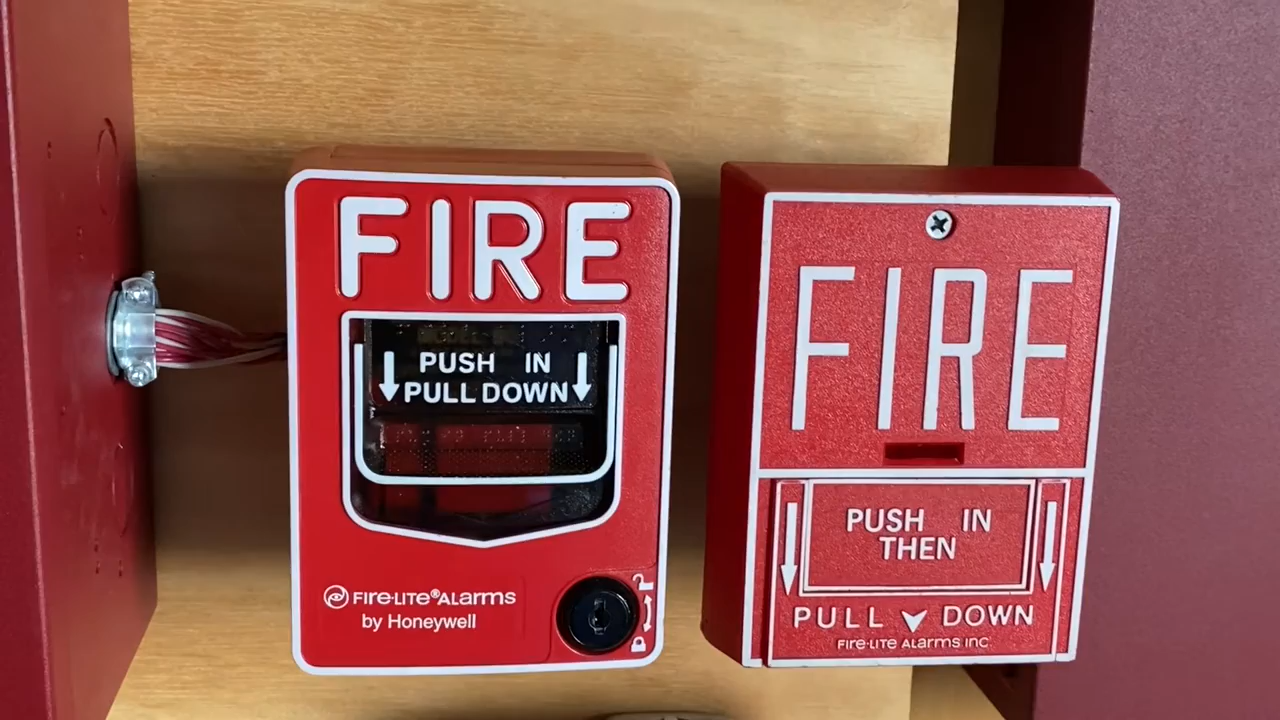 FIRE
PUSH IN
PULL DOWN
FIRE-LITE® ALARMS
by Honeywell
FIRE
PUSH IN
THEN
PULL DOWN
FIRE-LITE ALARMS INC.